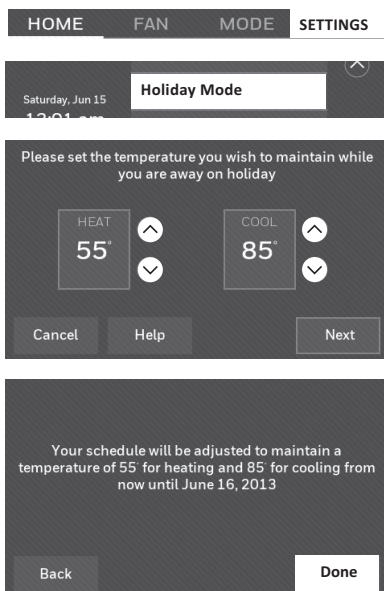 HOME FAN MODE SETTINGS
Holiday Mode
Saturday, Jun 15
Please set the temperature you wish to maintain while
you are away on holiday
HEAT COOL
55° 85°
Cancel Help Next
Your schedule will be adjusted to maintain a
temperature of 55° for heating and 85° for cooling from
now until June 16, 2013
Back Done